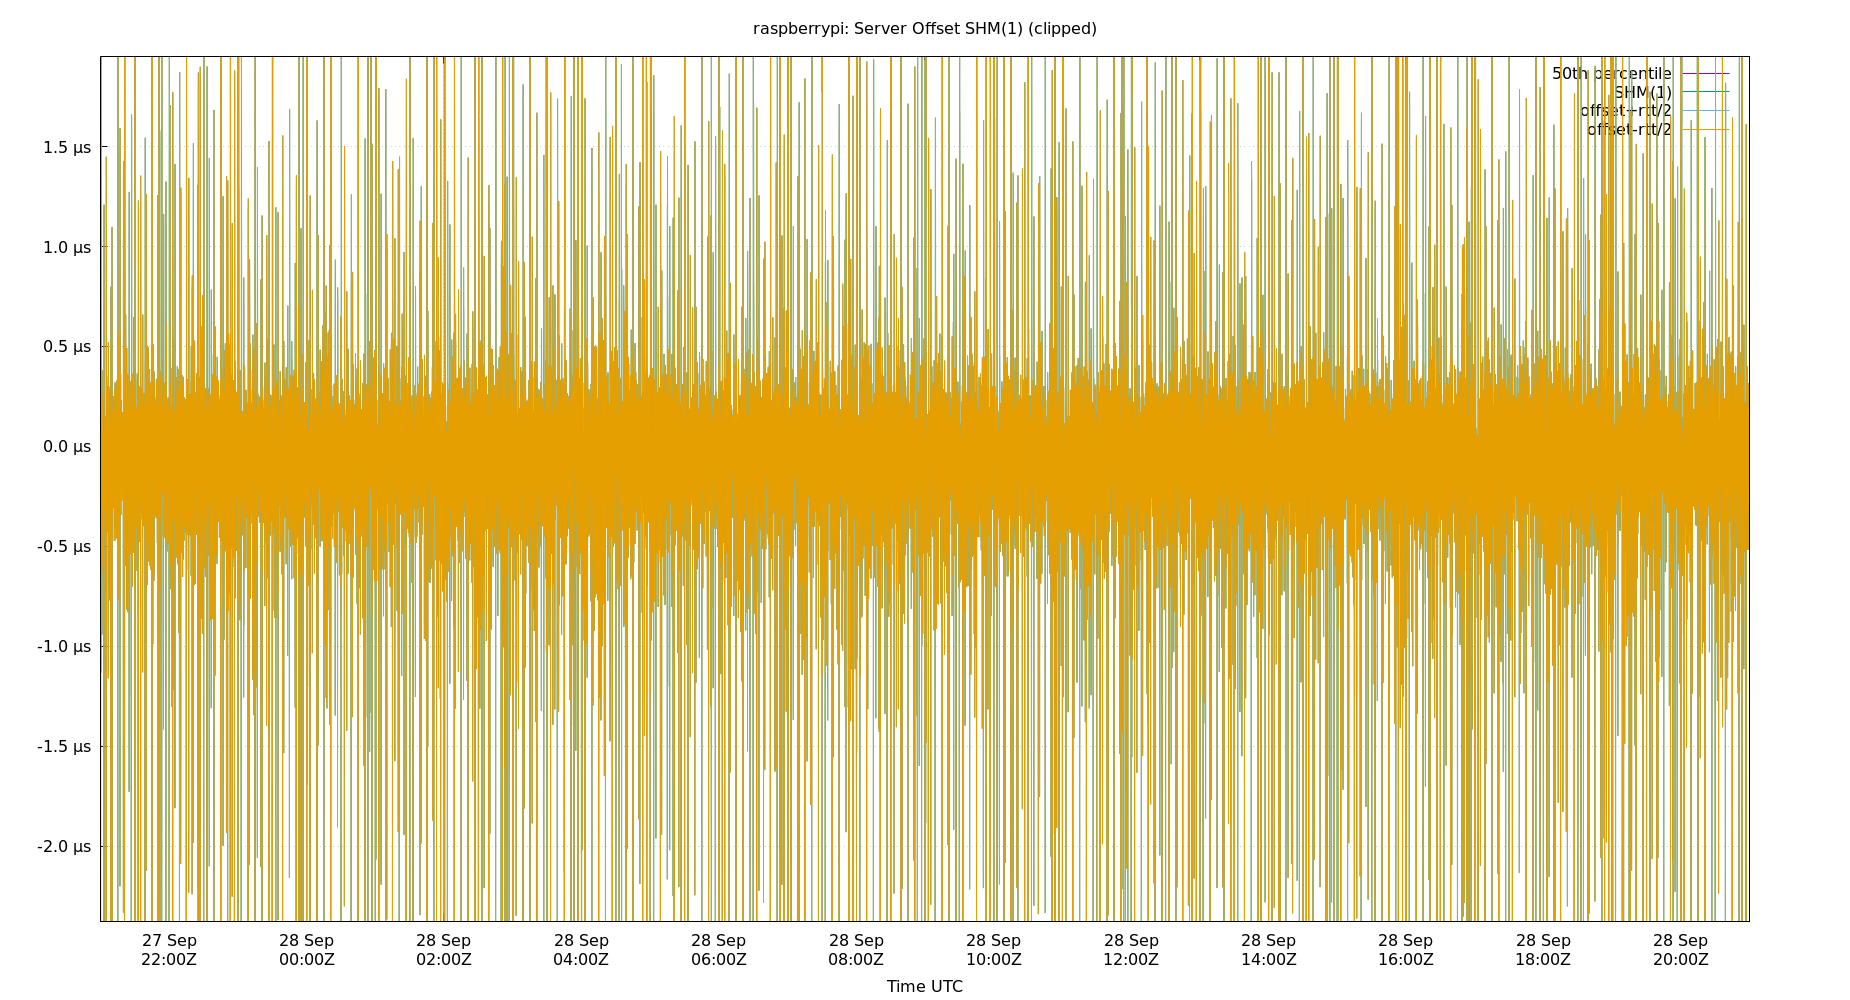 raspberrypi: Server Offset SHM(1) (clipped)
50th percentile
SHM(1)
offset+rtt/2
offset-rtt/2
1.5 µs
1.0 µs
0.5 µs
0.0 µs
-0.5 µs
-1.0 µs
-1.5 µs
-2.0 µs
27 Sep 28 Sep 28 Sep 28 Sep 28 Sep 28 Sep 28 Sep 28 Sep 28 Sep 28 Sep 28 Sep 28 Sep
22:00Z 00:00Z 02:00Z 04:00Z 06:00Z 08:00Z 10:00Z 12:00Z 14:00Z 16:00Z 18:00Z 20:00Z
Time UTC